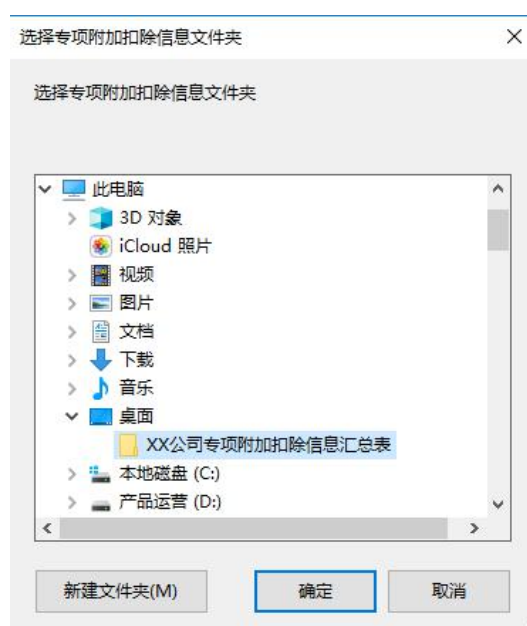 选择专项附加扣除信息文件夹
选择专项附加扣除信息文件夹
此电脑
3D 对象
iCloud 照片
视频
图片
文档
下载
音乐
桌面
XX公司专项附加扣除信息汇总表
本地磁盘 (C:)
产品运营 (D:)
新建文件夹(M) 确定 取消